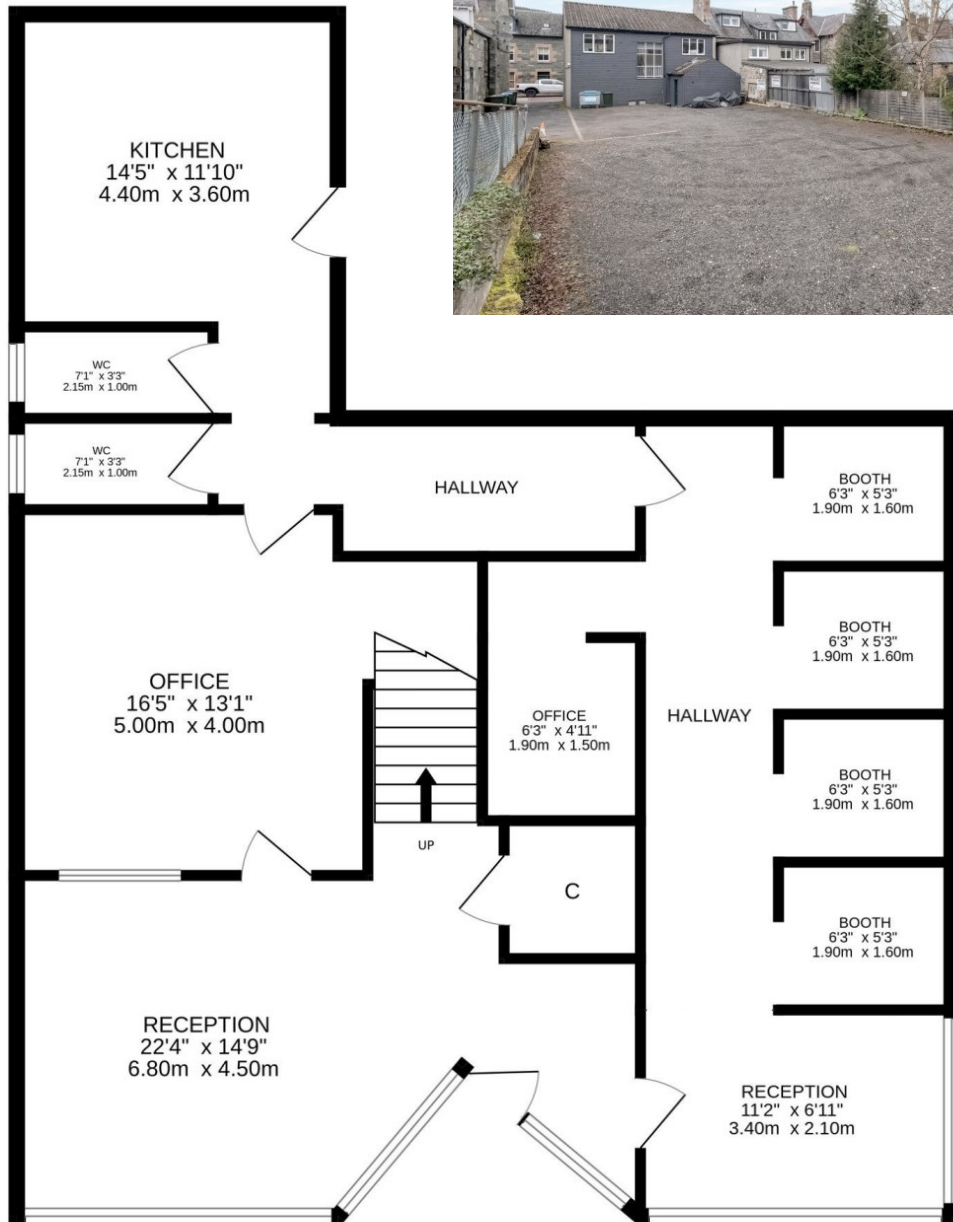 KITCHEN
14'5" x 11'10"
4.40m x 3.60m
WC
7'1" x 3'3"
2.15m x 1.00m
WC
7'1" x 3'3"
2.15m x 1.00m
HALLWAY
BOOTH
6'3" x 5'3"
1.90m x 1.60m
BOOTH
6'3" x 5'3"
1.90m x 1.60m
OFFICE
16'5" x 13'1"
5.00m x 4.00m
OFFICE
6'3" x 4'11"
1.90m x 1.50m
HALLWAY
BOOTH
6'3" x 5'3"
1.90m x 1.60m
UP
C
BOOTH
6'3" x 5'3"
1.90m x 1.60m
RECEPTION
22'4" x 14'9"
6.80m x 4.50m
RECEPTION
11'2" x 6'11"
3.40m x 2.10m